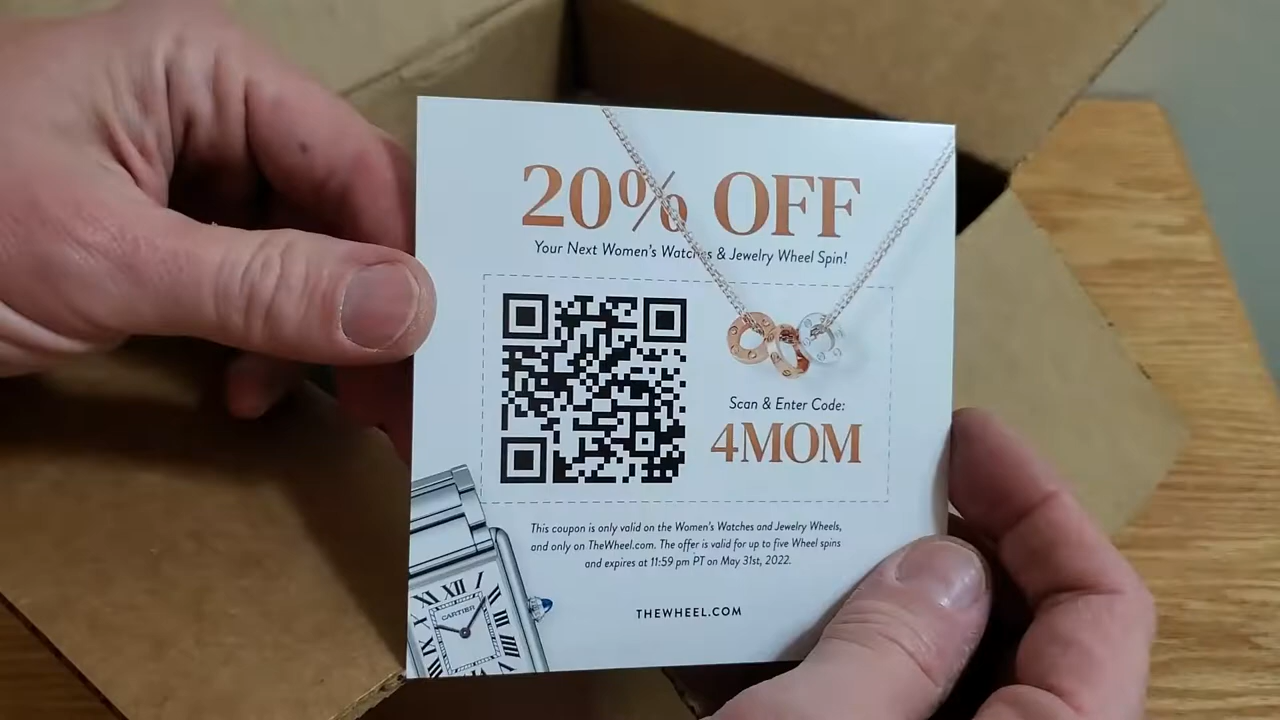 20% OFF
Your Next Women's Watches & Jewelry Wheel Spin!
Scan & Enter Code:
4MOM
This coupon is only valid on the Women's Watches and Jewelry Wheels,
and only on TheWheel.com. The offer is valid for up to five Wheel spins
and expires at 11:59 pm PT on May 31st, 2022.
XII
CARTIER
THEWHEEL.COM